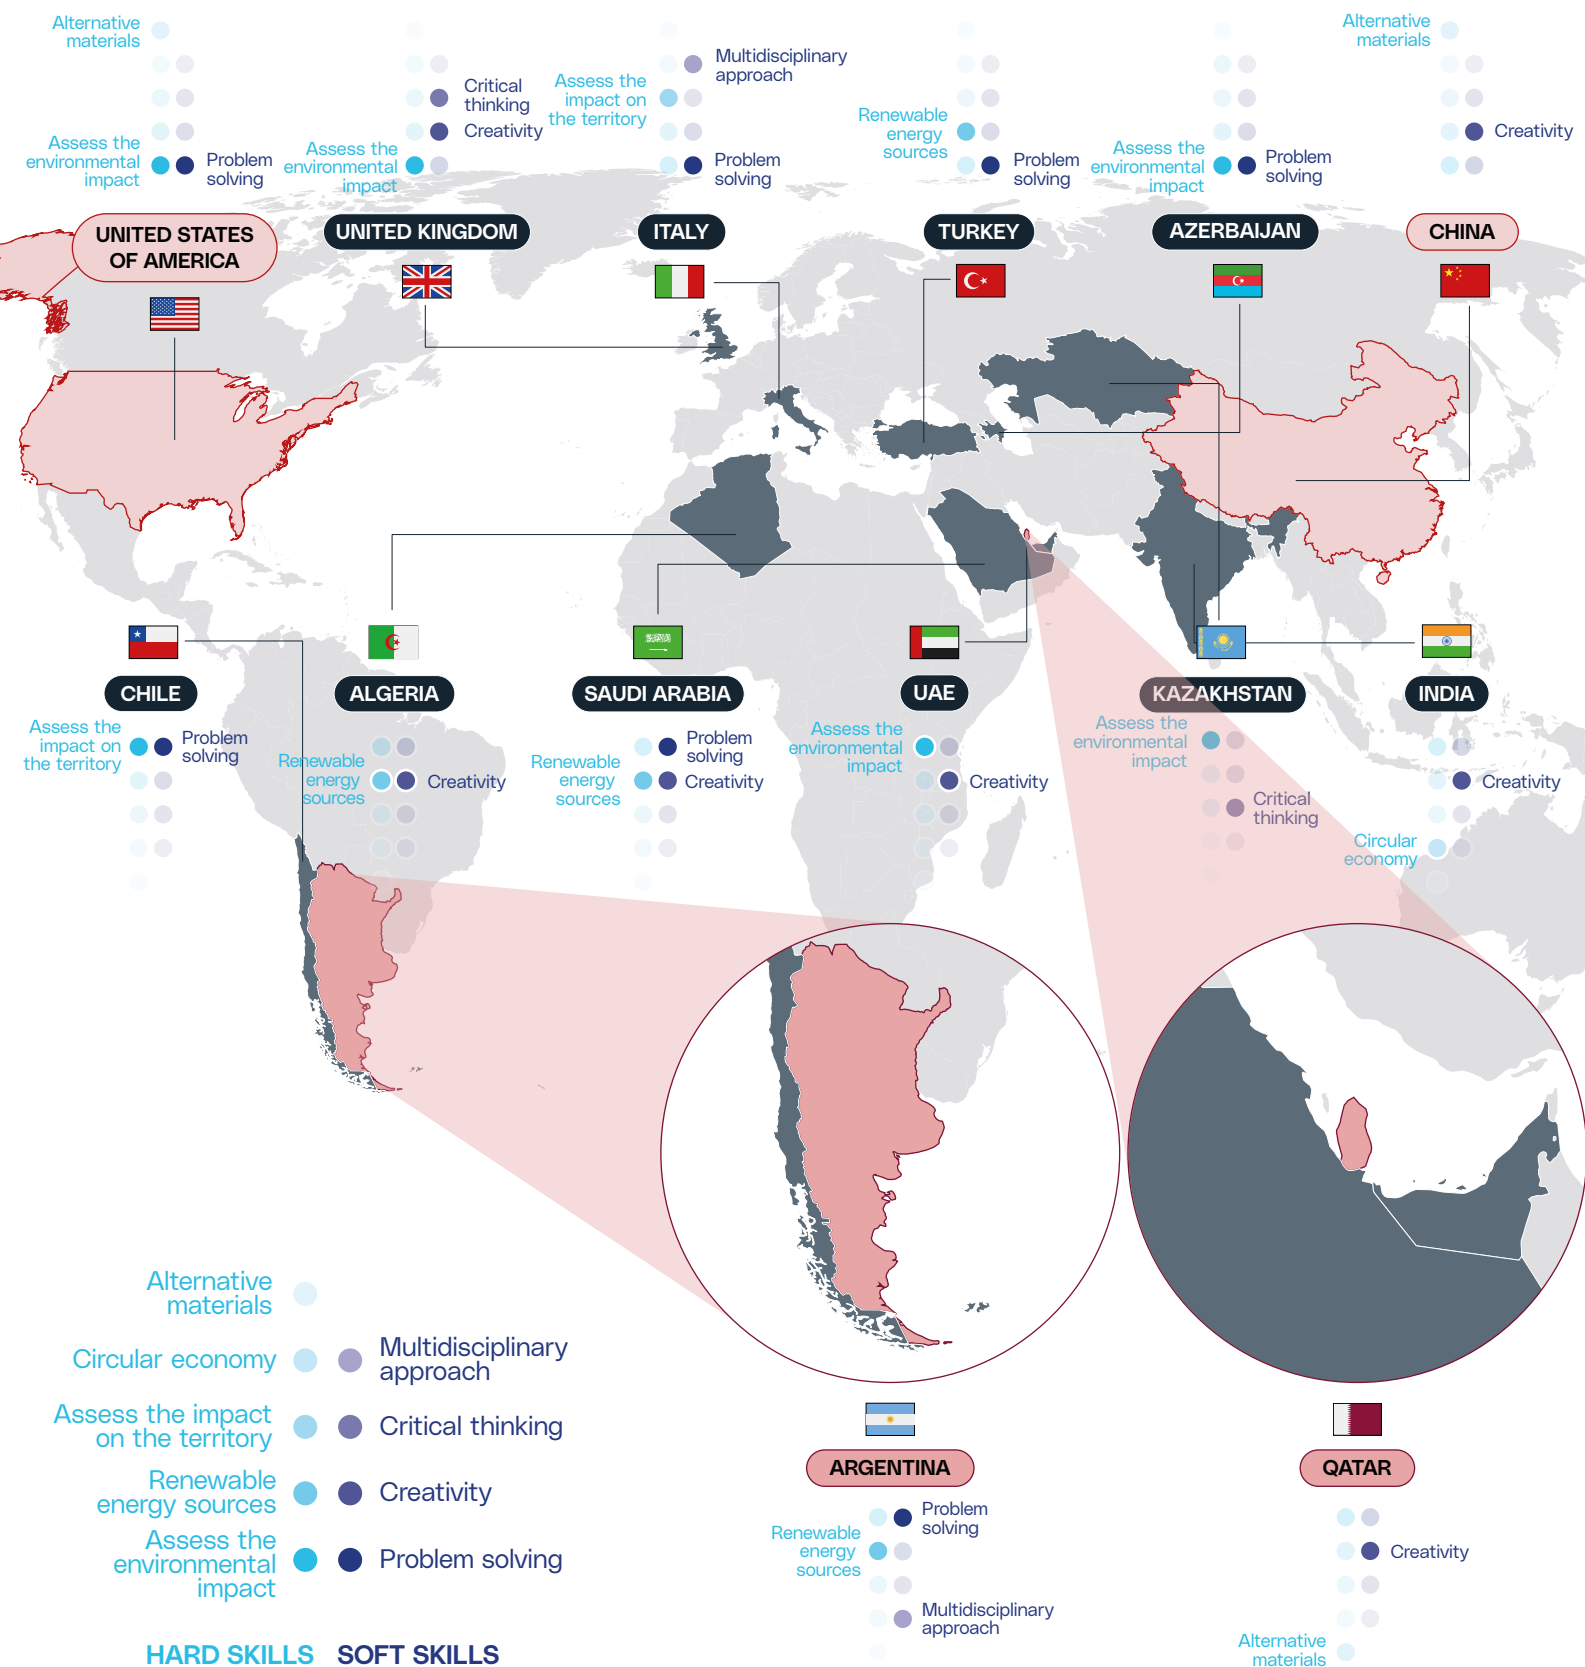 Alternative
materials
Assess the
environmental
impact
Problem
solving
Assess the
environmental
impact
Critical
thinking
Creativity
Assess the
impact on
the territory
Multidisciplinary
approach
Problem
solving
Renewable
energy
sources
Problem
solving
Assess the
environmental
impact
Problem
solving
Alternative
materials
Creativity
UNITED STATES
OF AMERICA
UNITED KINGDOM
ITALY
TURKEY
AZERBAIJAN
CHINA
CHILE
ALGERIA
SAUDI ARABIA
UAE
KAZAKHSTAN
INDIA
Assess the
impact on
the territory
Problem
solving
Renewable
energy
sources
Creativity
Renewable
energy
sources
Problem
solving
Creativity
Assess the
environmental
impact
Creativity
Assess the
environmental
impact
Critical
thinking
Creativity
Circular
economy
Alternative
materials
Circular economy
Multidisciplinary
approach
Assess the impact
on the territory
Critical thinking
Renewable
energy sources
Creativity
Assess the
environmental
impact
Problem solving
HARD SKILLS
SOFT SKILLS
ARGENTINA
Renewable
energy
sources
Problem
solving
Multidisciplinary
approach
QATAR
Creativity
Alternative
materials